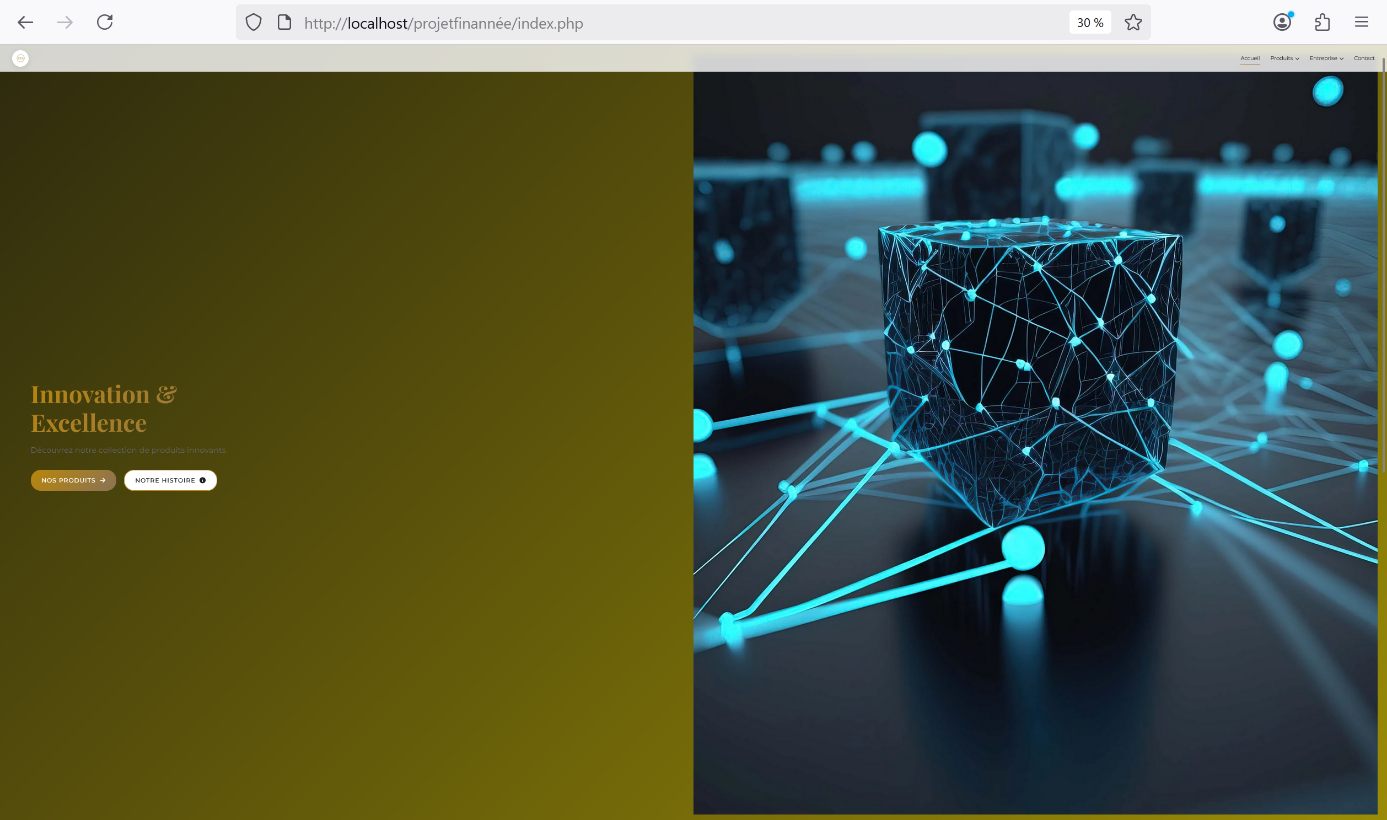 http://localhost/projetfinannée/index.php
30 %
Accueil Produits Entreprise Contact
Innovation &
Excellence
Découvrez notre collection de produits innovants
NOS PRODUITS
NOTRE HISTOIRE